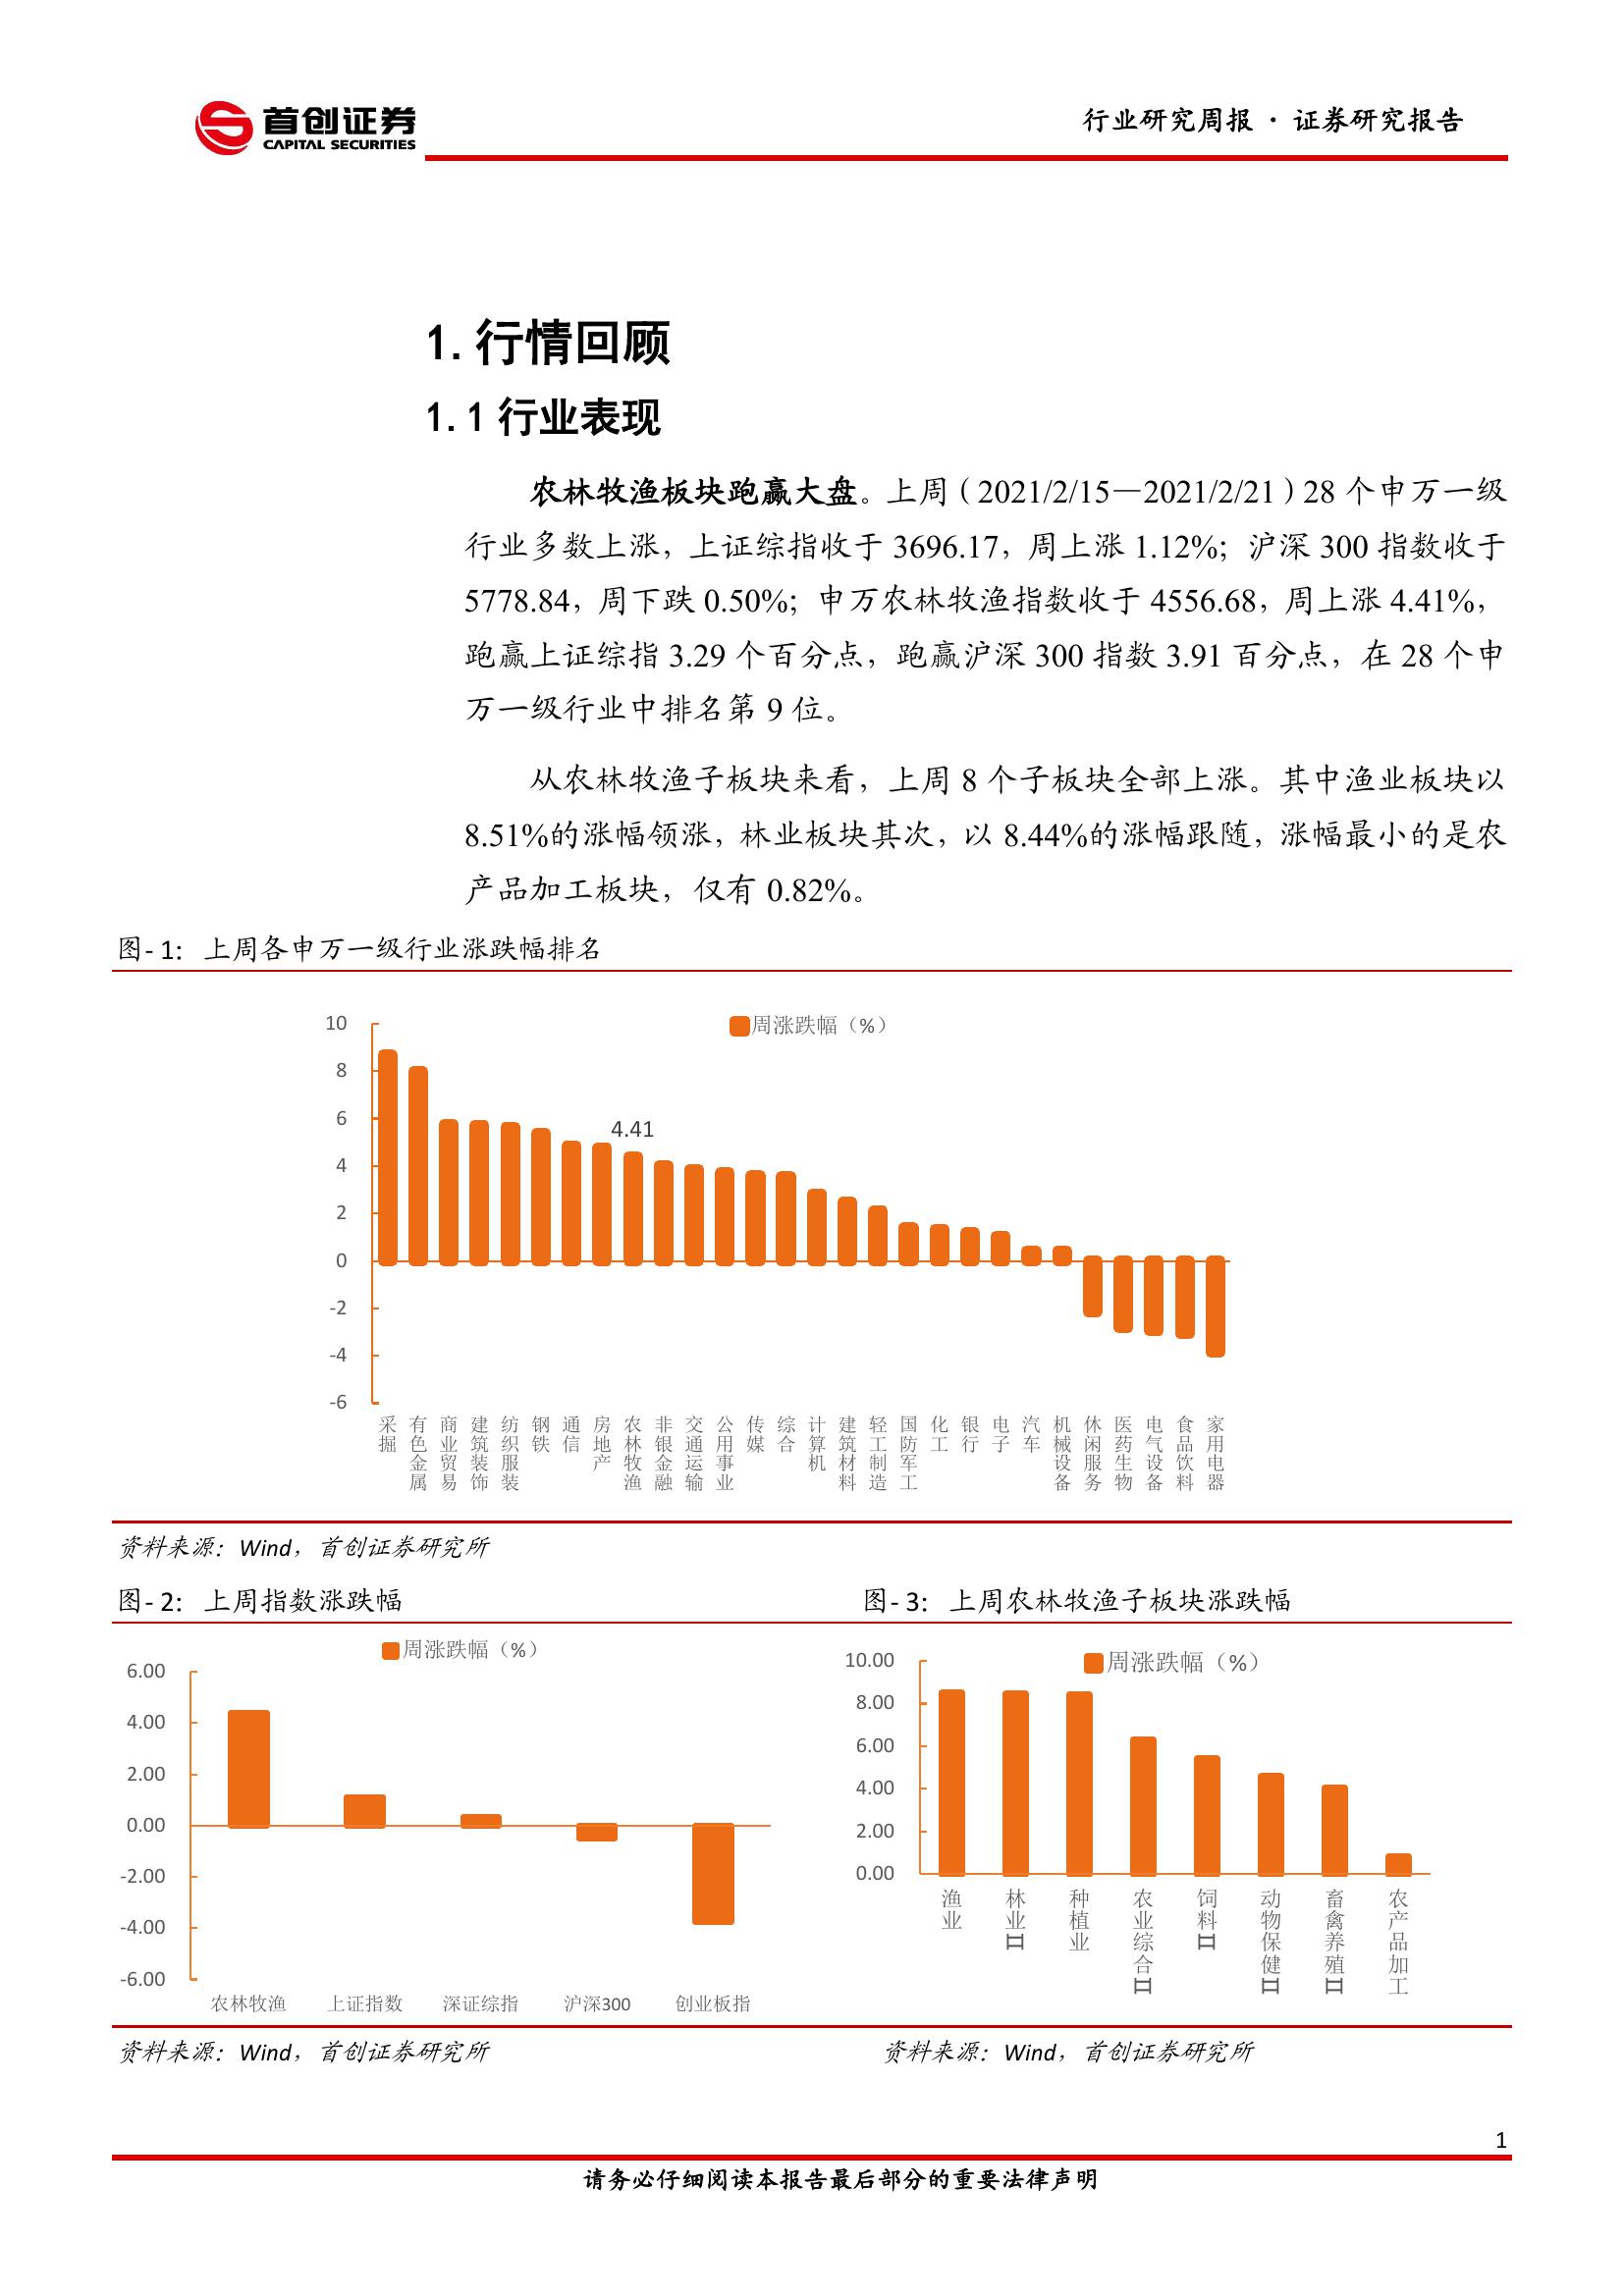 首创证券
CAPITAL SECURITIES
行业研究周报 · 证券研究报告
1.行情回顾
1.1 行业表现
农林牧渔板块跑赢大盘。上周（2021/2/15—2021/2/21）28 个申万一级
行业多数上涨，上证综指收于 3696.17，周上涨 1.12%；沪深 300 指数收于
5778.84，周下跌 0.50%；申万农林牧渔指数收于 4556.68，周上涨 4.41%，
跑赢上证综指 3.29 个百分点，跑赢沪深 300 指数 3.91 百分点，在 28 个申
万一级行业中排名第 9 位。
从农林牧渔子板块来看，上周 8 个子板块全部上涨。其中渔业板块以
8.51%的涨幅领涨，林业板块其次，以 8.44%的涨幅跟随，涨幅最小的是农
产品加工板块，仅有 0.82%。
图- 1：上周各申万一级行业涨跌幅排名
周涨跌幅（%）
10
8
6
4
2
0
-2
-4
-6
4.41
采掘
有色金属
商业贸易
建筑装饰
纺织服装
钢铁
通信
房地产
农林牧渔
非银金融
交通运输
公用事业
传媒
综合
计算机
建筑材料
轻工制造
国防军工
化工
银行
电子
汽车
机械设备
休闲服务
医药生物
电气设备
食品饮料
家用电器
资料来源：Wind，首创证券研究所
图- 2：上周指数涨跌幅
周涨跌幅（%）
6.00
4.00
2.00
0.00
-2.00
-4.00
-6.00
农林牧渔
上证指数
深证综指
沪深300
创业板指
资料来源：Wind，首创证券研究所
图- 3：上周农林牧渔子板块涨跌幅
周涨跌幅（%）
10.00
8.00
6.00
4.00
2.00
0.00
渔业
林业Ⅱ
种植业
农业综合Ⅱ
饲料Ⅱ
动物保健Ⅱ
畜禽养殖Ⅱ
农产品加工
资料来源：Wind，首创证券研究所
1
请务必仔细阅读本报告最后部分的重要法律声明